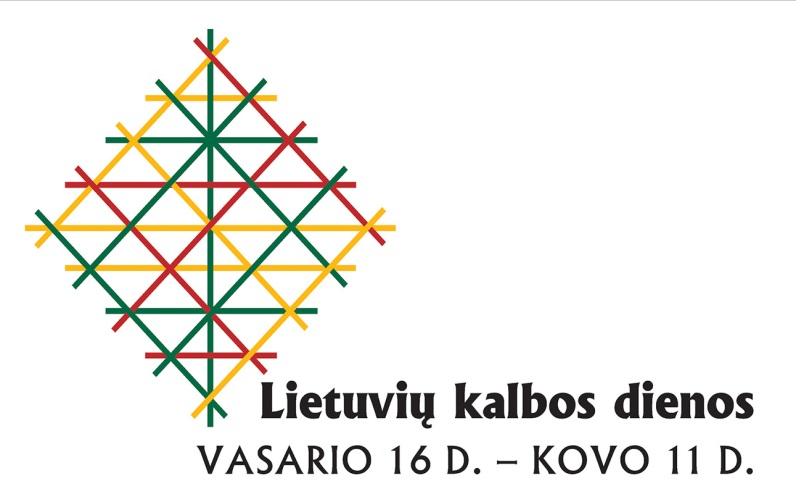 Lietuvių kalbos dienos
VASARIO 16 D. – KOVO 11 D.